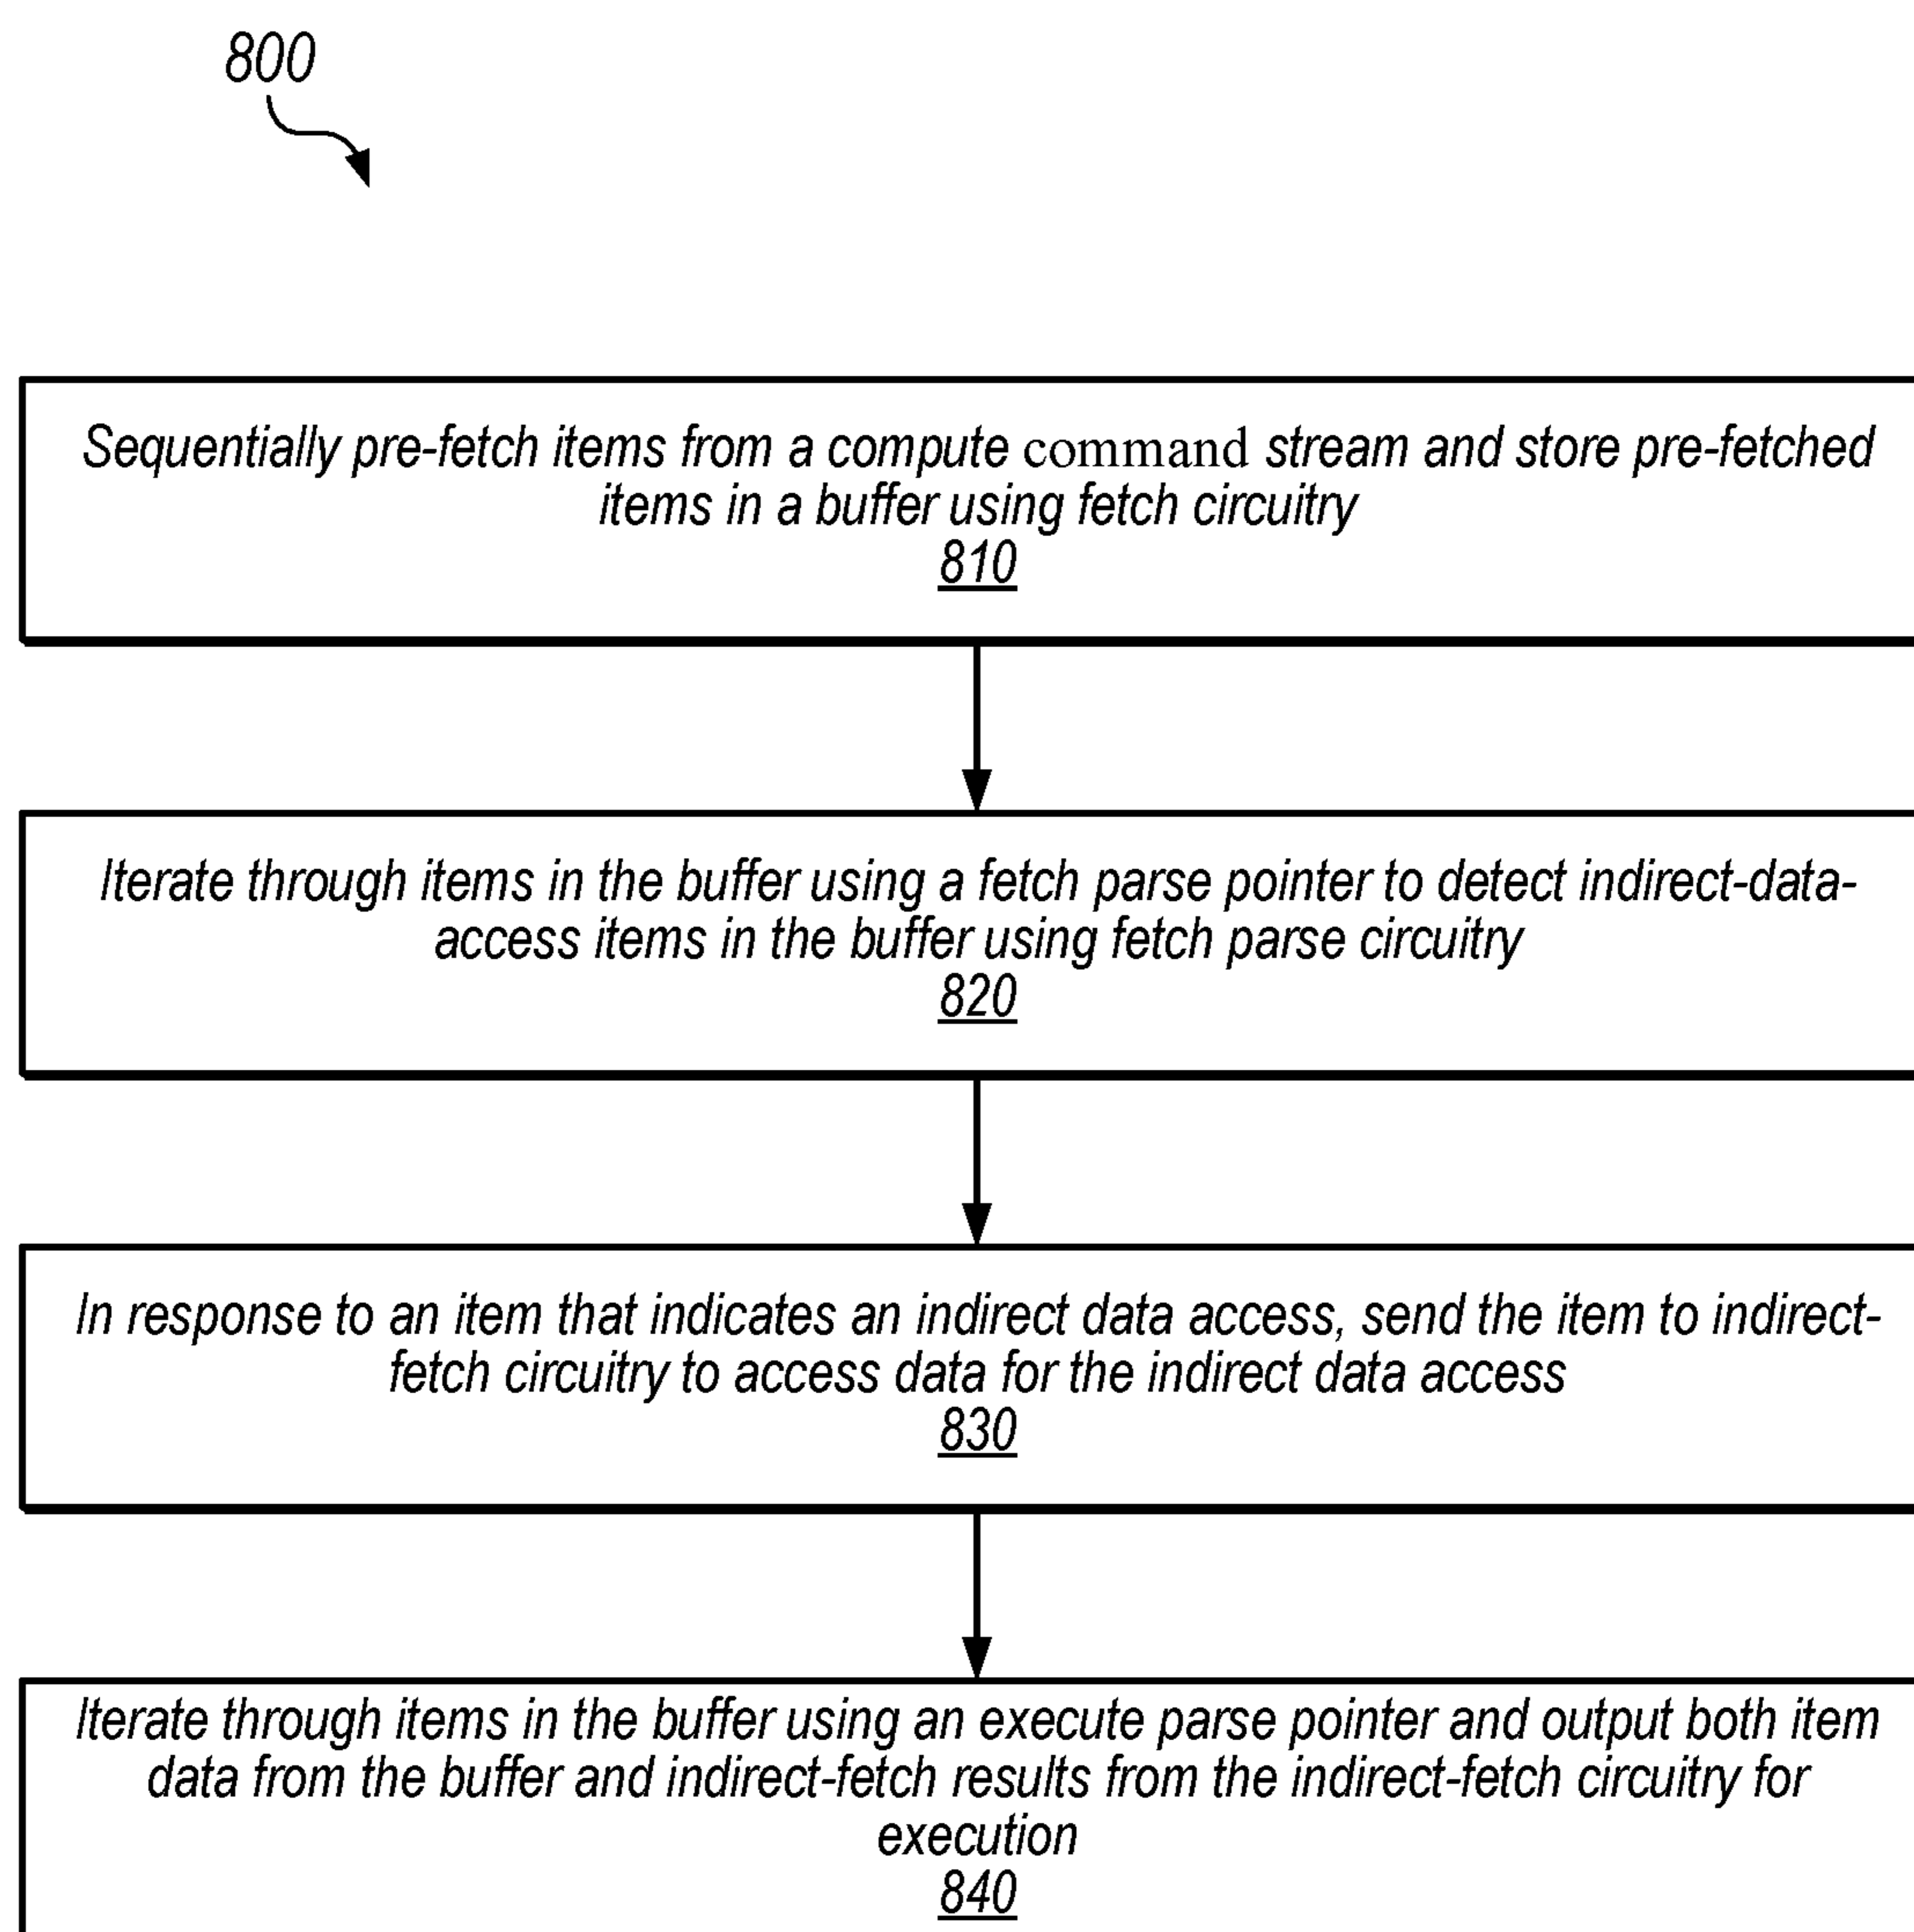 800
Sequentially pre-fetch items from a compute command stream and store pre-fetched
items in a buffer using fetch circuitry
810
Iterate through items in the buffer using a fetch parse pointer to detect indirect-data-
access items in the buffer using fetch parse circuitry
820
In response to an item that indicates an indirect data access, send the item to indirect-
fetch circuitry to access data for the indirect data access
830
Iterate through items in the buffer using an execute parse pointer and output both item
data from the buffer and indirect-fetch results from the indirect-fetch circuitry for
execution
840